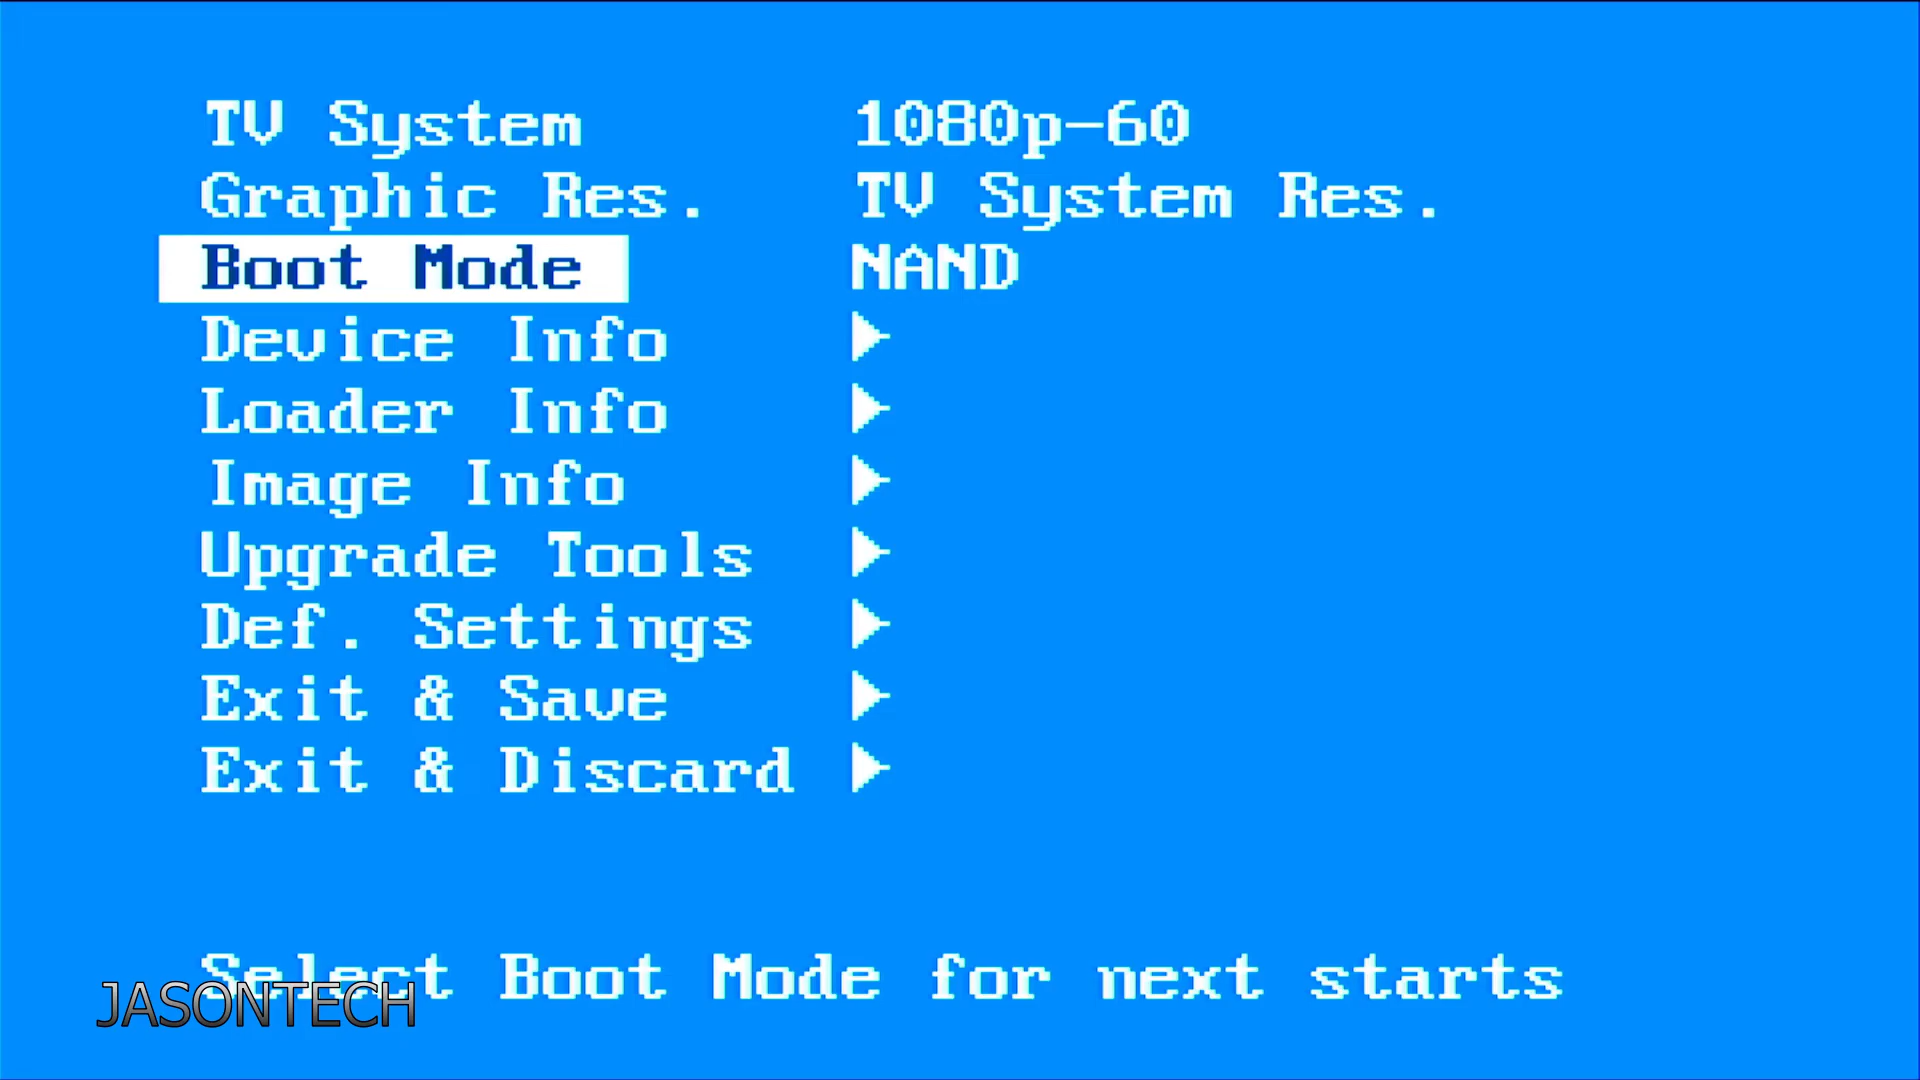 TV System 1080p-60
Graphic Res. TV System Res.
Boot Mode NAND
Device Info ▶
Loader Info ▶
Image Info ▶
Upgrade Tools ▶
Def. Settings ▶
Exit & Save ▶
Exit & Discard ▶
Select Boot Mode for next starts
JASONTECH